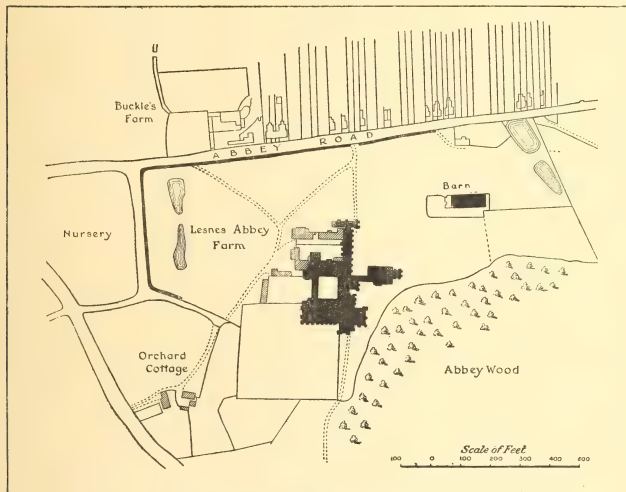 Buckle's
Farm
ABBEY ROAD
Barn
Nursery
Lesnes Abbey
Farm
Orchard
Cottage
Abbey Wood
Scale of Feet
100 0 100 200 300 400 500